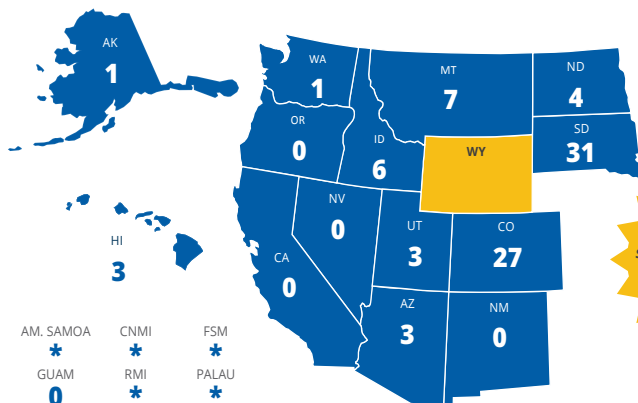 AK
1
WA
1
MT
7
ND
4
OR
0
ID
6
WY
SD
31
HI
3
NV
0
UT
3
CO
27
CA
0
AZ
3
NM
0
AM. SAMOA CNMI FSM
* * *
GUAM RMI PALAU
0 * *